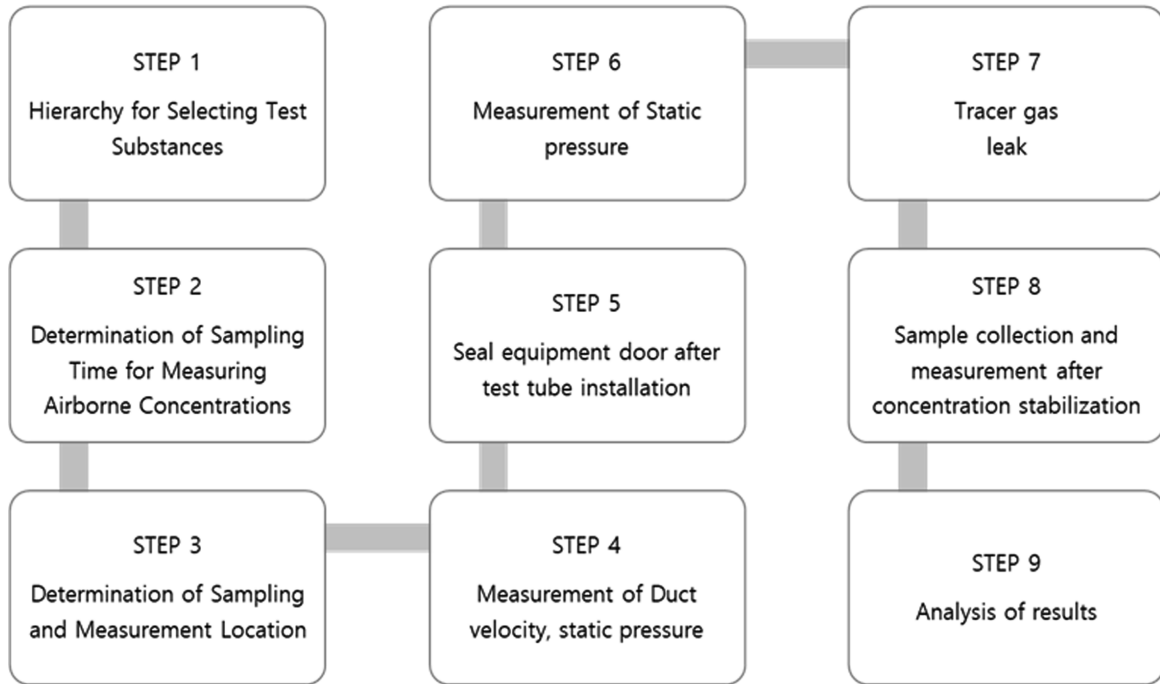 STEP 1
Hierarchy for Selecting Test
Substances
STEP 2
Determination of Sampling
Time for Measuring
Airborne Concentrations
STEP 3
Determination of Sampling
and Measurement Location
STEP 4
Measurement of Duct
velocity, static pressure
STEP 5
Seal equipment door after
test tube installation
STEP 6
Measurement of Static
pressure
STEP 7
Tracer gas
leak
STEP 8
Sample collection and
measurement after
concentration stabilization
STEP 9
Analysis of results